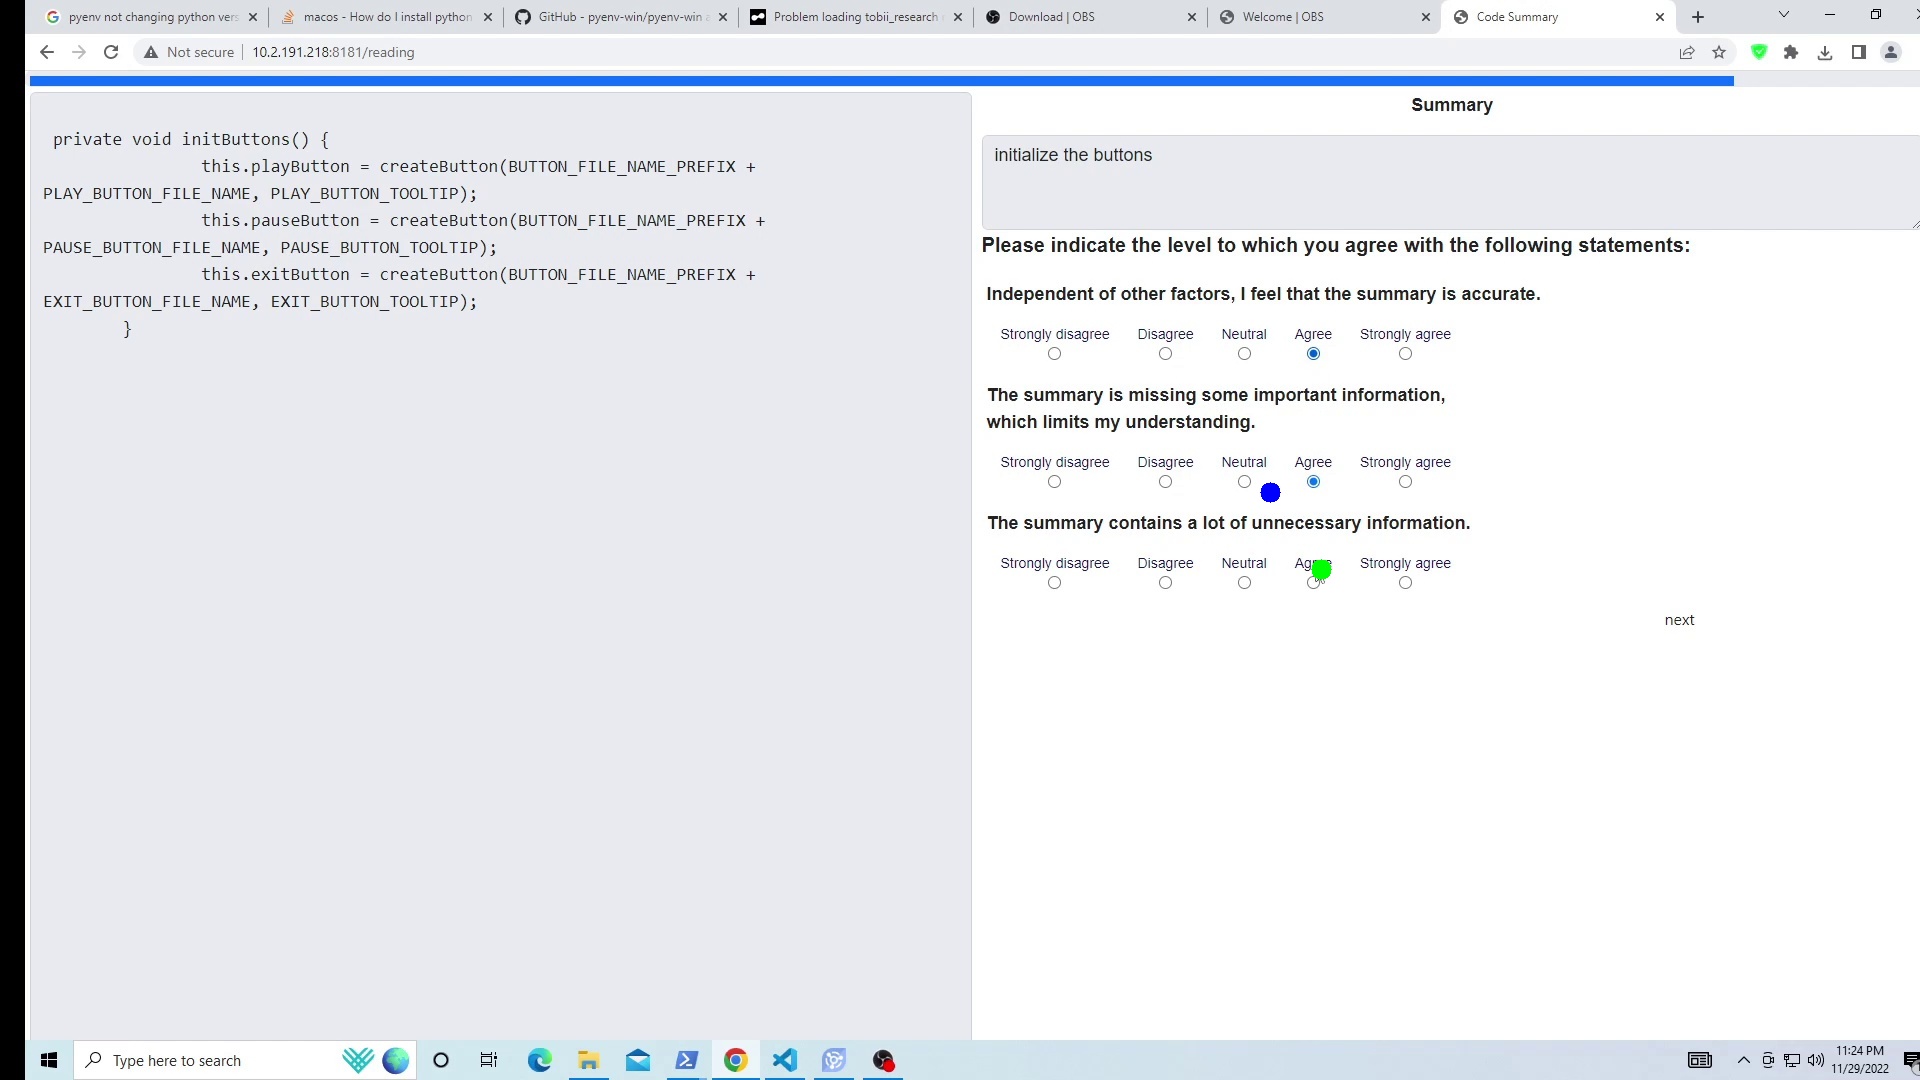 pyenv not changing python vers
macos - How do I install python
GitHub - pyenv-win/pyenv-win a
Problem loading tobii_research
Download | OBS
Welcome | OBS
Code Summary
Not secure
10.2.191.218:8181/reading
private void initButtons() {
this.playButton = createButton(BUTTON_FILE_NAME_PREFIX +
PLAY_BUTTON_FILE_NAME, PLAY_BUTTON_TOOLTIP);
this.pauseButton = createButton(BUTTON_FILE_NAME_PREFIX +
PAUSE_BUTTON_FILE_NAME, PAUSE_BUTTON_TOOLTIP);
this.exitButton = createButton(BUTTON_FILE_NAME_PREFIX +
EXIT_BUTTON_FILE_NAME, EXIT_BUTTON_TOOLTIP);
}
Summary
initialize the buttons
Please indicate the level to which you agree with the following statements:
Independent of other factors, I feel that the summary is accurate.
Strongly disagree Disagree Neutral Agree Strongly agree
The summary is missing some important information,
which limits my understanding.
Strongly disagree Disagree Neutral Agree Strongly agree
The summary contains a lot of unnecessary information.
Strongly disagree Disagree Neutral Agree Strongly agree
next
Type here to search
11:24 PM
11/29/2022